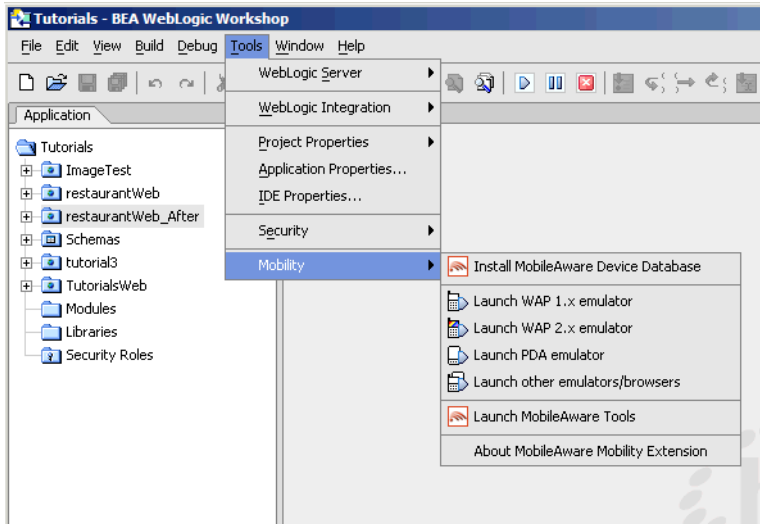 Tutorials - BEA WebLogic Workshop
File Edit View Build Debug Tools Window Help
WebLogic Server
WebLogic Integration
Project Properties
Application Properties...
IDE Properties...
Security
Mobility
Install MobileAware Device Database
Launch WAP 1.x emulator
Launch WAP 2.x emulator
Launch PDA emulator
Launch other emulators/browsers
Launch MobileAware Tools
About MobileAware Mobility Extension
Application
Tutorials
ImageTest
restaurantWeb
restaurantWeb_After
Schemas
tutorial3
TutorialsWeb
Modules
Libraries
Security Roles